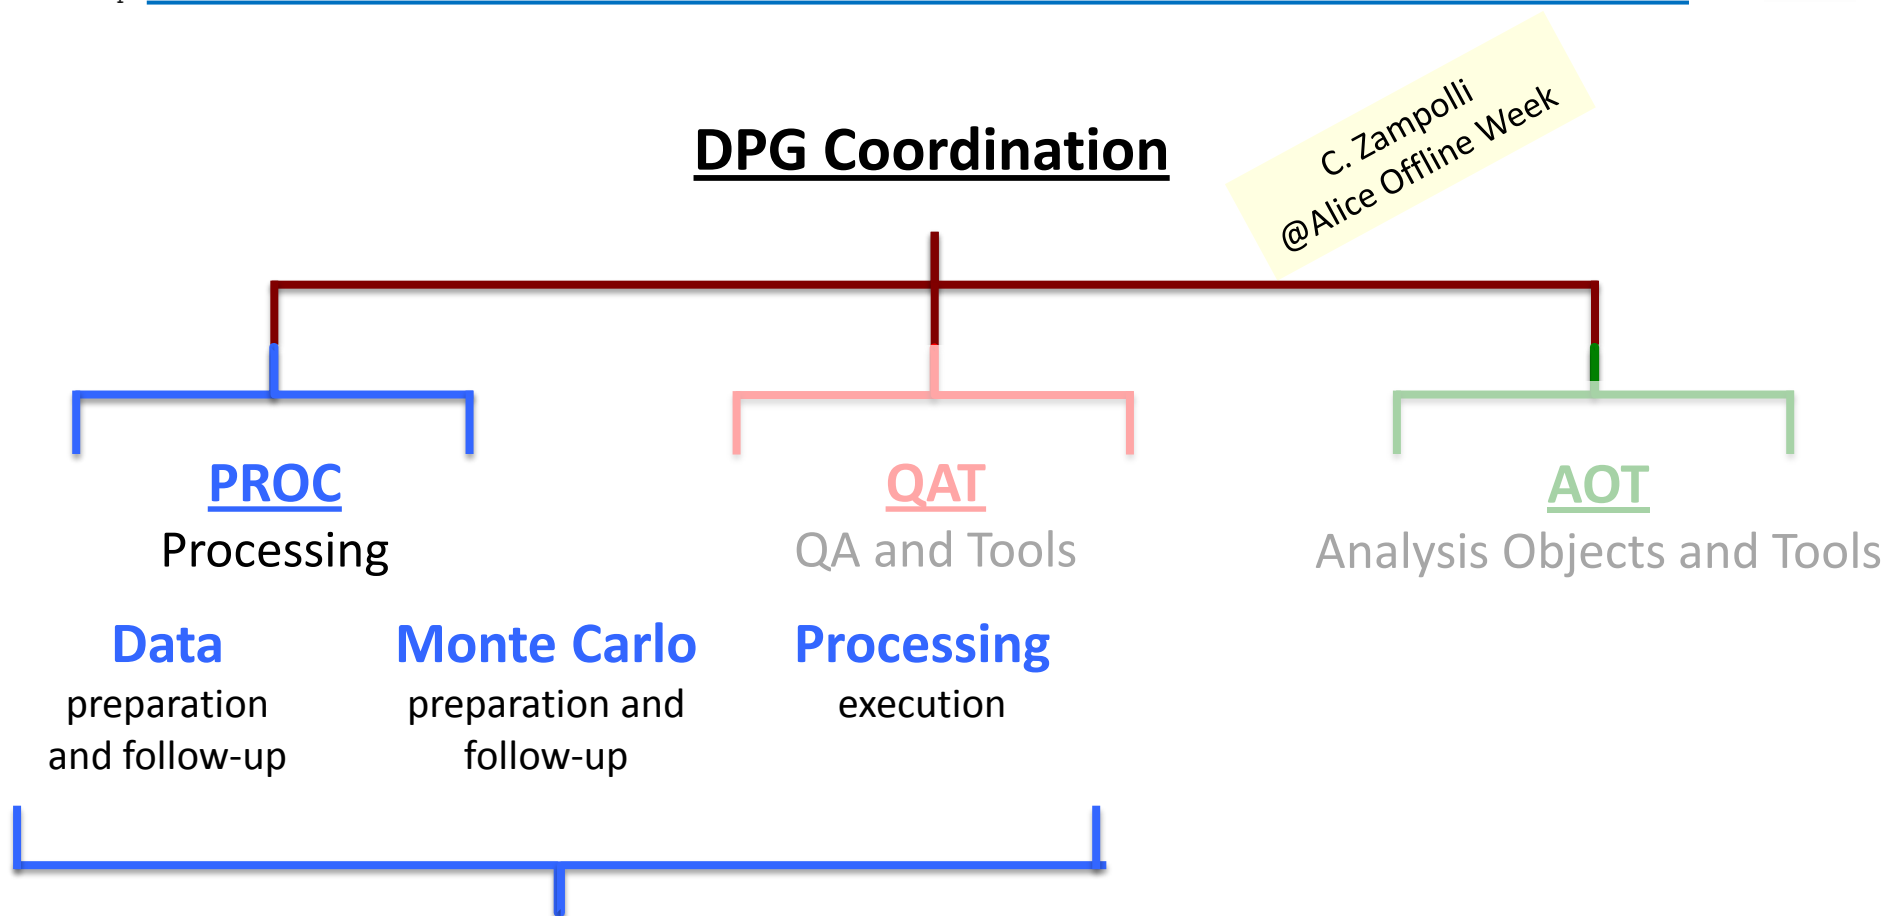 DPG Coordination
C. Zampolli
@Alice Offline Week
PROC
Processing
QAT
QA and Tools
AOT
Analysis Objects and Tools
Data
preparation
and follow-up
Monte Carlo
preparation and
follow-up
Processing
execution